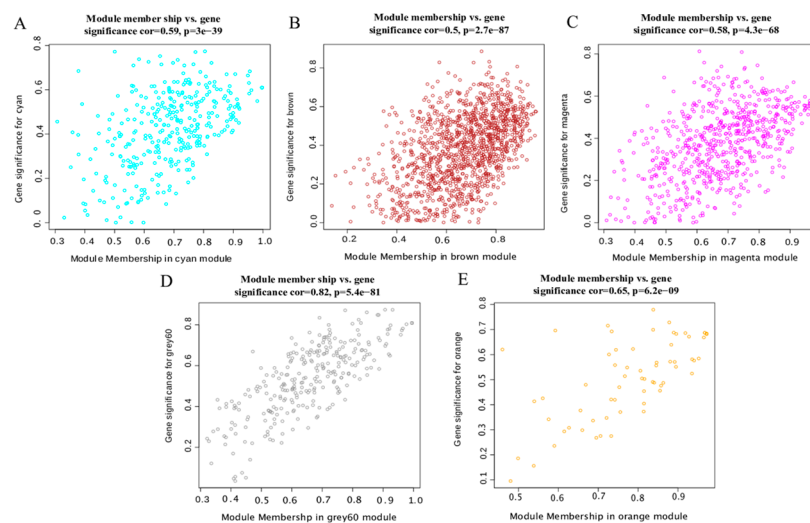 A
Module member ship vs. gene
significance cor=0.59, p=3e−39
Gene significance for cyan
0.0 0.2 0.4 0.6 0.8
0.3 0.4 0.5 0.6 0.7 0.8 0.9 1.0
Module Membership in cyan module
B
Module membership vs. gene
significance cor=0.5, p=2.7e−87
Gene significance for brown
0.0 0.2 0.4 0.6 0.8
0.2 0.4 0.6 0.8
Module Membership in brown module
C
Module membership vs. gene
significance cor=0.58, p=4.3e−68
Gene significance for magenta
0.0 0.2 0.4 0.6 0.8
0.3 0.4 0.5 0.6 0.7 0.8 0.9
Module Membership in magenta module
D
Module member ship vs. gene
significance cor=0.82, p=5.4e−81
Gene significance for grey60
0.2 0.4 0.6 0.8
0.3 0.4 0.5 0.6 0.7 0.8 0.9 1.0
Module Membershp in grey60 module
E
Module membership vs. gene
significance cor=0.65, p=6.2e−09
Gene significance for orange
0.1 0.2 0.3 0.4 0.5 0.6 0.7 0.8
0.5 0.6 0.7 0.8 0.9
Module Membershp in orange module